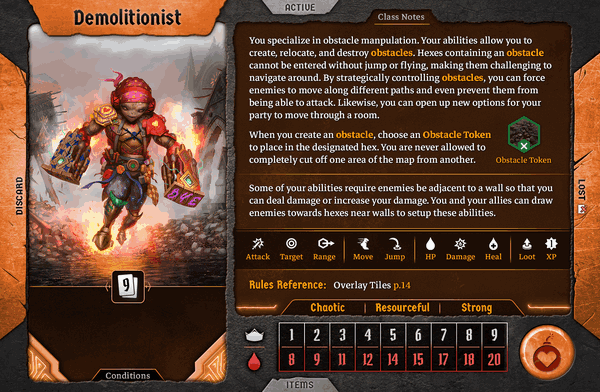 Demolitionist
ACTIVE
Class Notes
You specialize in obstacle manpulation. Your abilities allow you to
create, relocate, and destroy obstacles. Hexes containing an obstacle
cannot be entered without jump or flying, making them challenging to
navigate around. By strategically controlling obstacles, you can force
enemies to move along different paths and even prevent them from
being able to attack. Likewise, you can open up new options for your
party to move through a room.
When you create an obstacle, choose an Obstacle Token
to place in the designated hex. You are never allowed to
completely cut off one area of the map from another.
Obstacle Token
Some of your abilities require enemies be adjacent to a wall so that you
can deal damage or increase your damage. You and your allies can draw
enemies towards hexes near walls to setup these abilities.
Attack Target Range Move Jump HP Damage Heal Loot XP
Rules Reference: Overlay Tiles p.14
Chaotic | Resourceful | Strong
1 2 3 4 5 6 7 8 9
8 9 11 12 14 15 17 18 20
9
Conditions
DISCARD
LOST
ITEMS